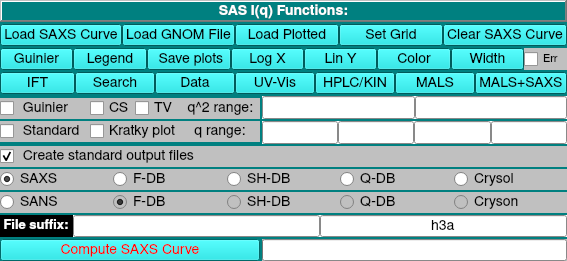 SAS I(q) Functions:
Load SAXS Curve Load GNOM File Load Plotted Set Grid Clear SAXS Curve
Guinier Legend Save plots Log X Lin Y Color Width Err
IFT Search Data UV-Vis HPLC/KIN MALS MALS+SAXS
Guinier CS TV q^2 range:
Standard Kratky plot q range:
Create standard output files
SAXS F-DB SH-DB Q-DB Crysol
SANS F-DB SH-DB Q-DB Cryson
File suffix: h3a
Compute SAXS Curve